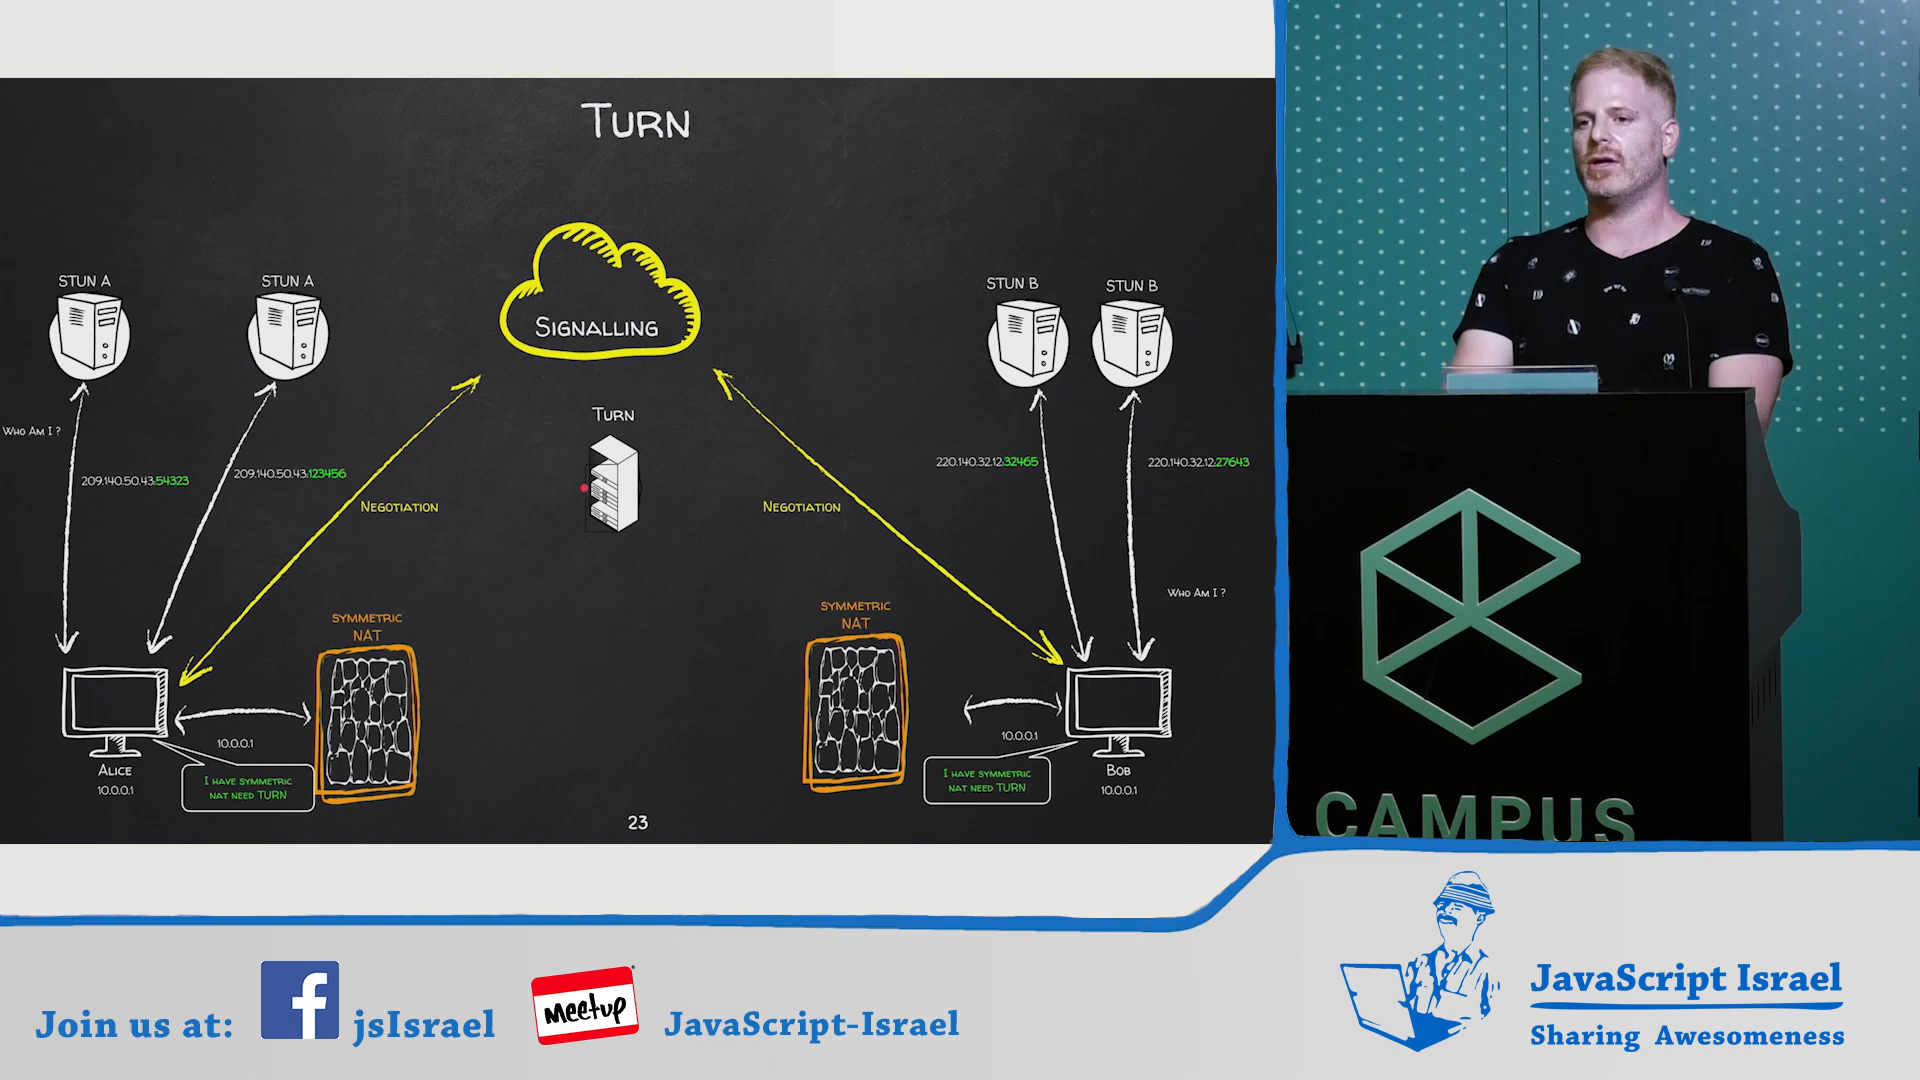 TURN
STUN A
STUN A
STUN B
STUN B
SIGNALLING
TURN
WHO AM I ?
209.140.50.43:54323
209.140.50.43:123456
220.140.32.12:32465
220.140.32.12:27643
NEGOTIATION
NEGOTIATION
WHO AM I ?
SYMMETRIC
NAT
SYMMETRIC
NAT
10.0.0.1
10.0.0.1
ALICE
10.0.0.1
I HAVE SYMMETRIC
NAT NEED TURN
I HAVE SYMMETRIC
NAT NEED TURN
BOB
10.0.0.1
23
CAMPUS
Join us at:
f
jsIsrael
Meetup
JavaScript-Israel
JavaScript Israel
Sharing Awesomeness